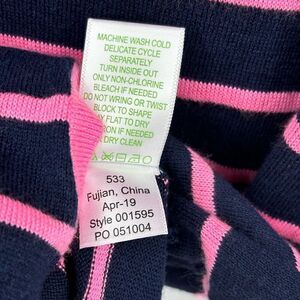 MACHINE WASH COLD
DELICATE CYCLE
SEPARATELY
TURN INSIDE OUT
ONLY NON-CHLORINE
BLEACH IF NEEDED
DO NOT WRING OR TWIST
BLOCK TO SHAPE
FLAT TO DRY
IRON IF NEEDED
DRY CLEAN
533
Fujian, China
Apr-19
Style 001595
PO 051004